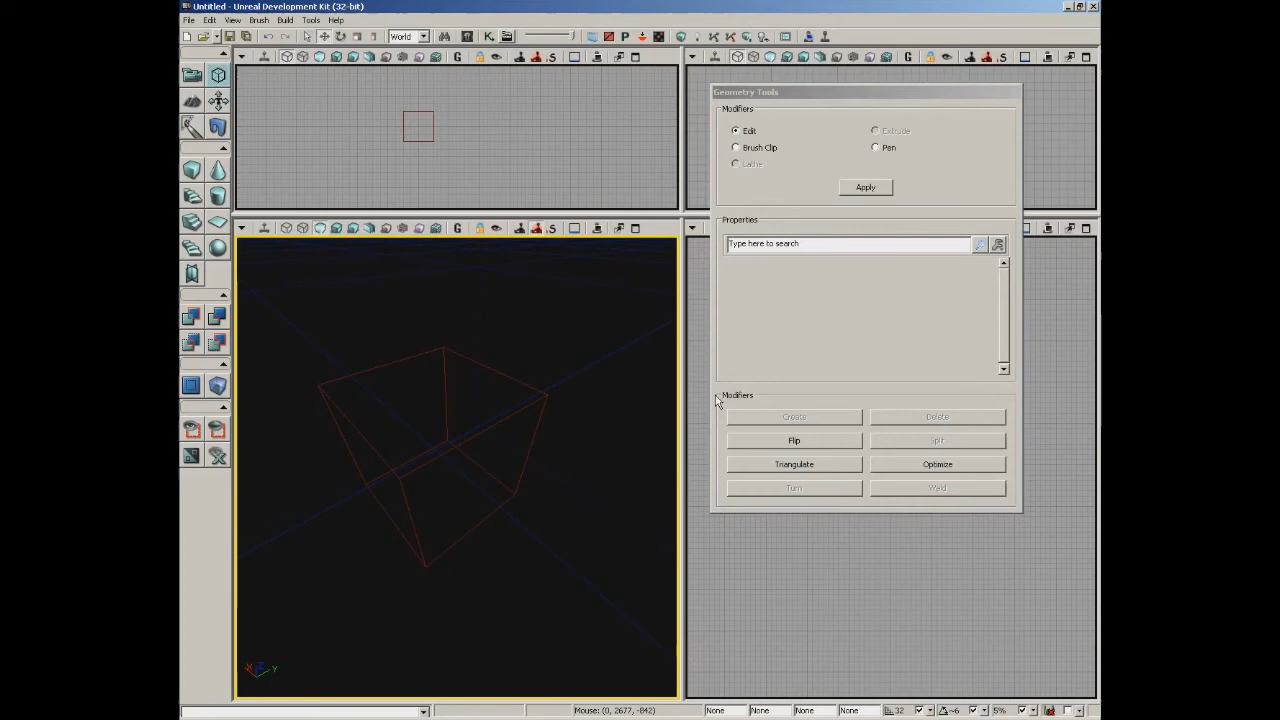 Untitled - Unreal Development Kit (32-bit)
File Edit View Brush Build Tools Help
World
P
G S
G S
Geometry Tools
Modifiers
Edit Extrude
Brush Clip Pen
Lathe
Apply
Properties
Type here to search
Modifiers
Create Delete
Flip Split
Triangulate Optimize
Turn Weld
X Z Y
Mouse: (0, 2677, -842) None None None None 32 ~6 5%